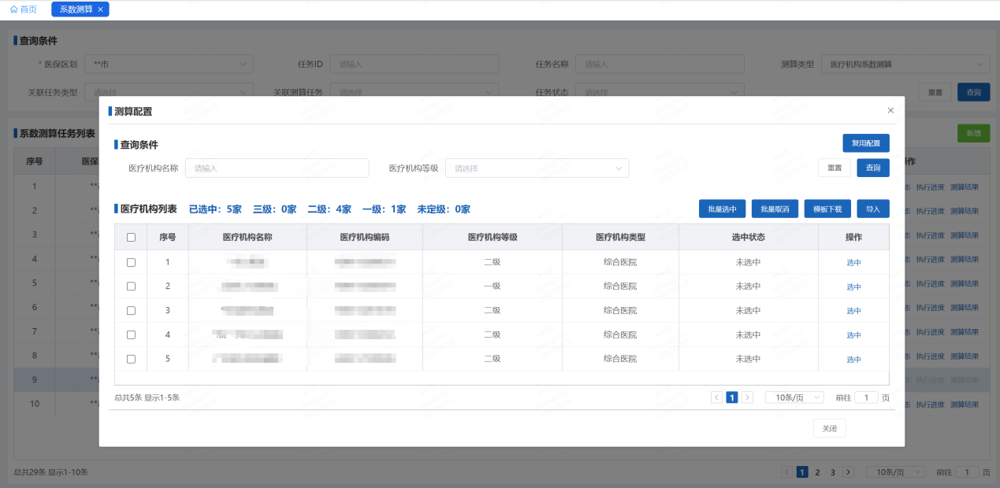 首页 系数测算 ×
查询条件
* 医保区划 **市 任务ID 请输入 任务名称 请输入 测算类型 医疗机构系数测算
关联任务类型 请选择 关联测算任务 请选择 任务状态 请选择 重置 查询
测算配置
系数测算任务列表 新增
查询条件 复用配置
医疗机构名称 请输入 医疗机构等级 请选择 重置 查询
医疗机构列表 已选中：5家 三级：0家 二级：4家 一级：1家 未定级：0家 批量选中 批量取消 模板下载 导入
序号 医疗机构名称 医疗机构编码 医疗机构等级 医疗机构类型 选中状态 操作
1 二级 综合医院 未选中 选中
2 一级 综合医院 未选中 选中
3 二级 综合医院 未选中 选中
4 二级 综合医院 未选中 选中
5 二级 综合医院 未选中 选中
总共5条 显示1-5条 1 10条/页 前往 1 页
关闭
序号 医保 作
1 ** 志 执行进度 测算结果
2 ** 志 执行进度 测算结果
3 ** 志 执行进度 测算结果
4 ** 志 执行进度 测算结果
5 ** 志 执行进度 测算结果
6 ** 志 执行进度 测算结果
7 ** 志 执行进度 测算结果
8 ** 志 执行进度 测算结果
9 ** 志 执行进度 测算结果
10 ** 志 执行进度 测算结果
总共29条 显示1-10条 1 2 3 10条/页 前往 1 页